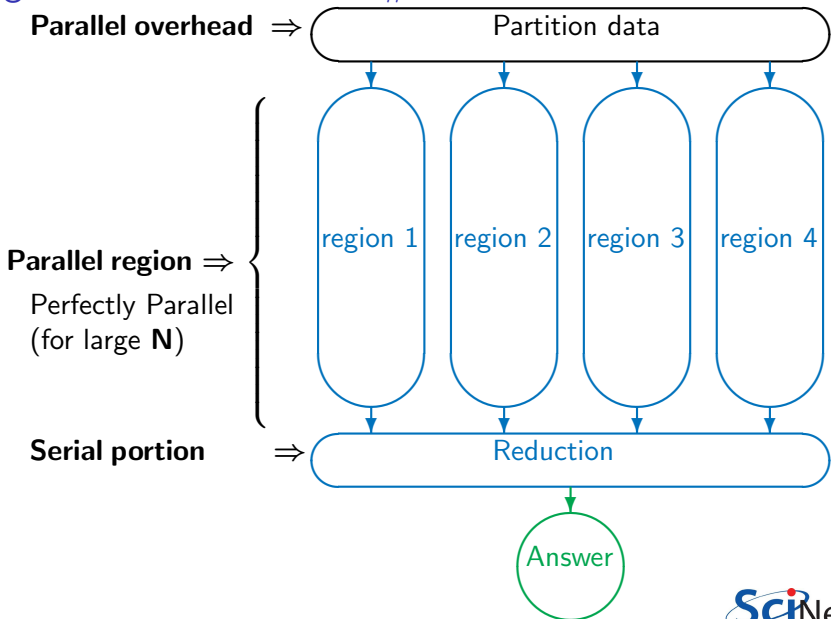 Parallel overhead ⇒ Partition data
region 1 region 2 region 3 region 4
Parallel region ⇒
Perfectly Parallel
(for large N)
Serial portion ⇒ Reduction
Answer
SciNe